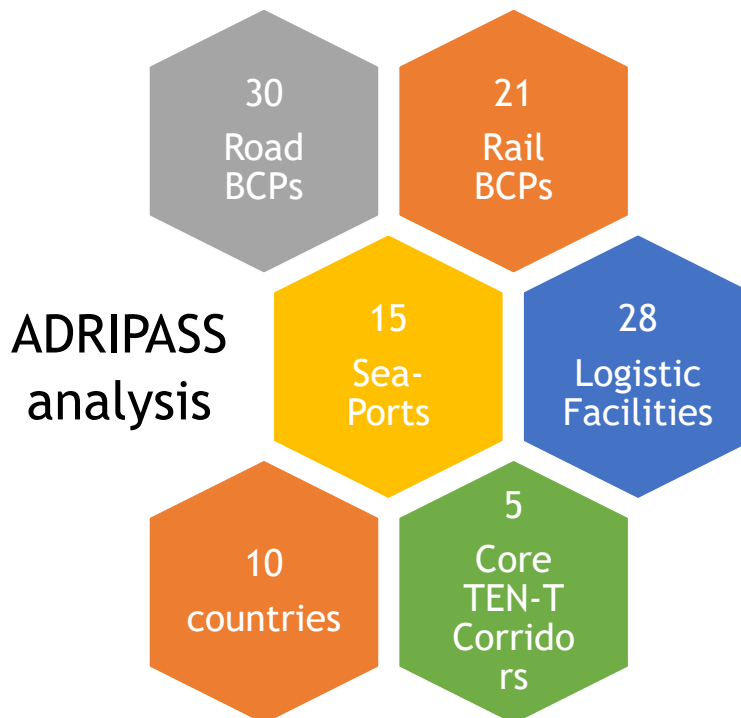 30
Road
BCPs
21
Rail
BCPs
ADRIPASS
analysis
15
Sea-
Ports
28
Logistic
Facilities
10
countries
5
Core
TEN-T
Corrido
rs